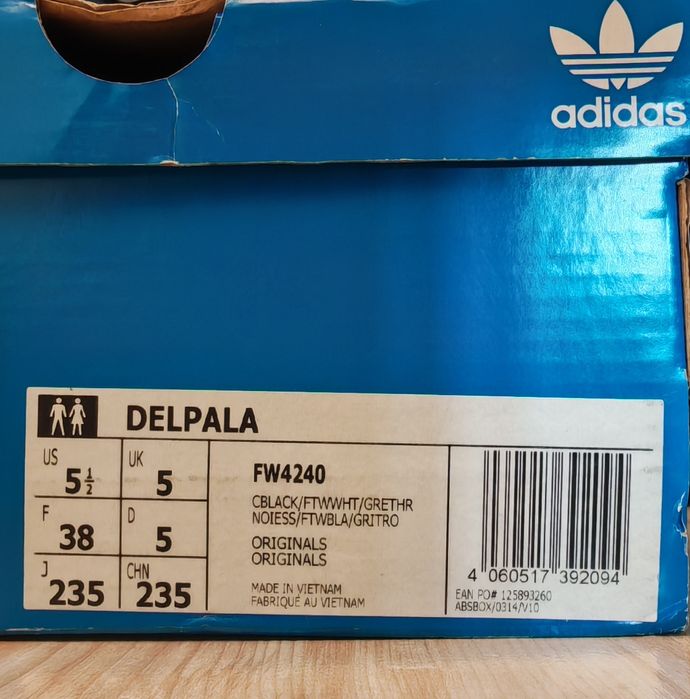 adidas
DELPALA
US 5½
UK 5
F 38
D 5
J 235
CHN 235
FW4240
CBLACK/FTWWHT/GRETHR
NOIESS/FTWBLA/GRITRO
ORIGINALS
ORIGINALS
MADE IN VIETNAM
FABRIQUÉ AU VIETNAM
4 060517 392094
EAN PO# 125893260
ABSBOX/0314/V10